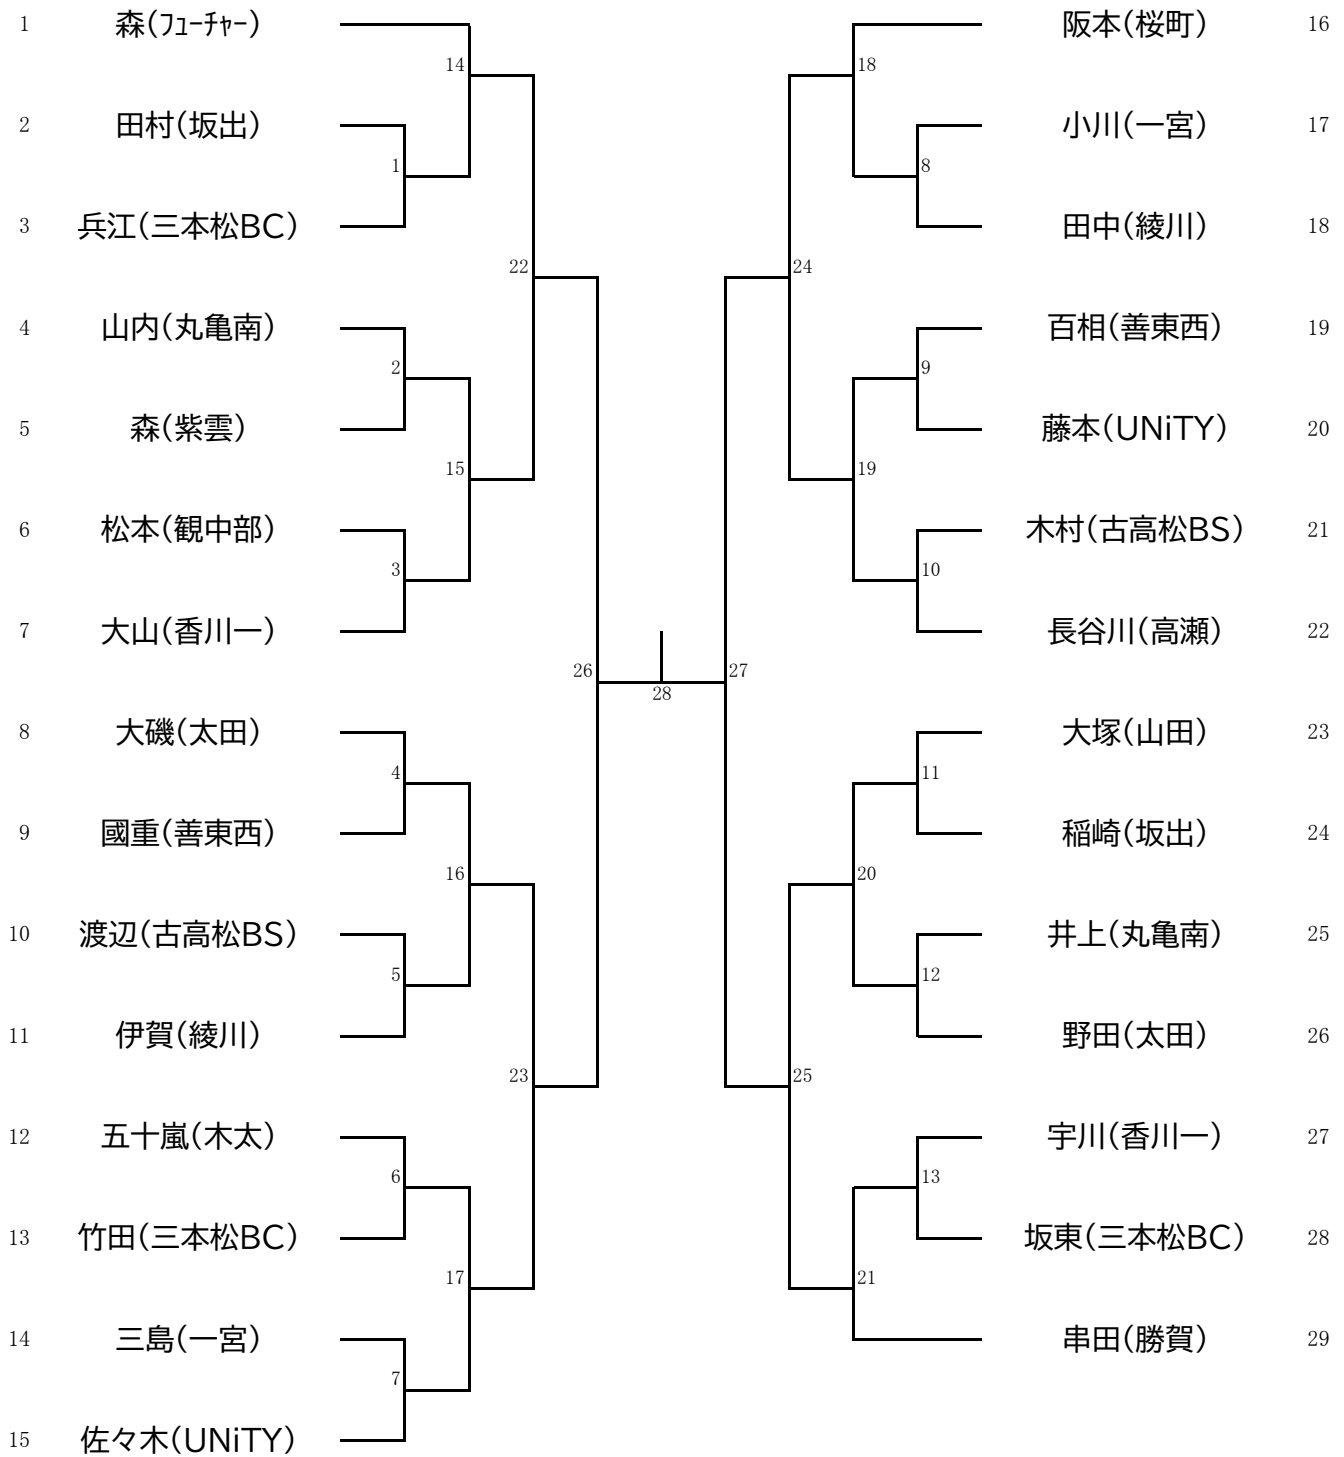 1 森(ﾌｭｰﾁｬｰ) 阪本(桜町) 16
14 18
2 田村(坂出) 小川(一宮) 17
1 8
3 兵江(三本松BC) 田中(綾川) 18
22 24
4 山内(丸亀南) 百相(善東西) 19
2 9
5 森(紫雲) 藤本(UNiTY) 20
15 19
6 松本(観中部) 木村(古高松BS) 21
3 10
7 大山(香川一) 長谷川(高瀬) 22
26 27
28
8 大磯(太田) 大塚(山田) 23
4 11
9 國重(善東西) 稲崎(坂出) 24
16 20
10 渡辺(古高松BS) 井上(丸亀南) 25
5 12
11 伊賀(綾川) 野田(太田) 26
23 25
12 五十嵐(木太) 宇川(香川一) 27
6 13
13 竹田(三本松BC) 坂東(三本松BC) 28
17 21
14 三島(一宮) 串田(勝賀) 29
7
15 佐々木(UNiTY)